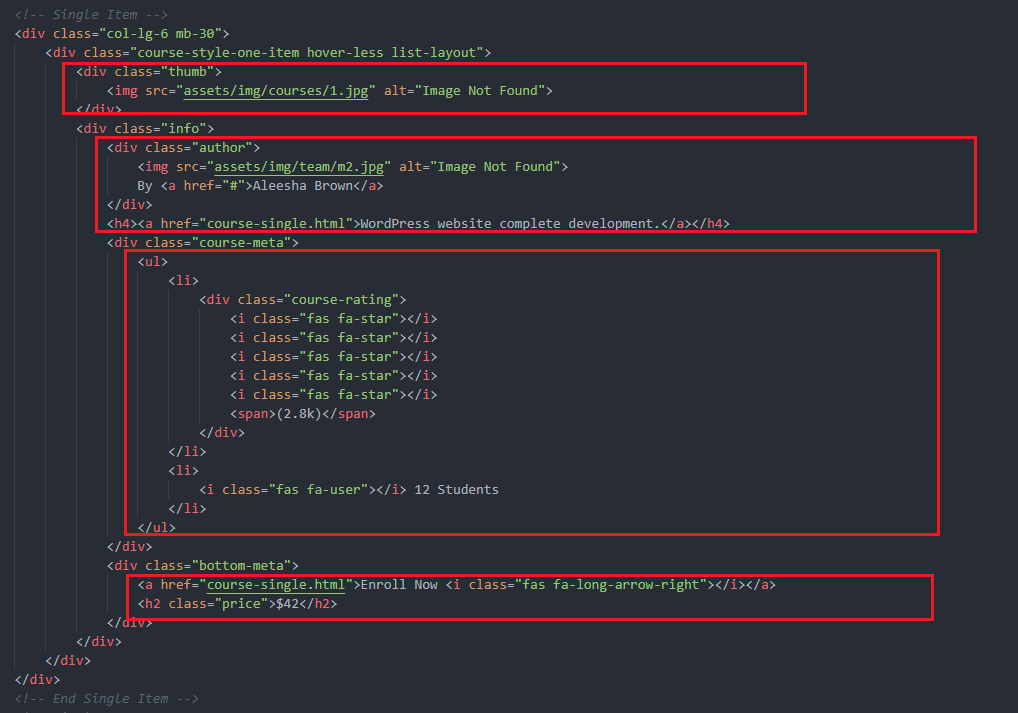 <!-- Single Item -->
<div class="col-lg-6 mb-30">
    <div class="course-style-one-item hover-less list-layout">
        <div class="thumb">
            <img src="assets/img/courses/1.jpg" alt="Image Not Found">
        </div>
        <div class="info">
            <div class="author">
                <img src="assets/img/team/m2.jpg" alt="Image Not Found">
                By <a href="#">Aleesha Brown</a>
            </div>
            <h4><a href="course-single.html">WordPress website complete development.</a></h4>
            <div class="course-meta">
                <ul>
                    <li>
                        <div class="course-rating">
                            <i class="fas fa-star"></i>
                            <i class="fas fa-star"></i>
                            <i class="fas fa-star"></i>
                            <i class="fas fa-star"></i>
                            <i class="fas fa-star"></i>
                            <span>(2.8k)</span>
                        </div>
                    </li>
                    <li>
                        <i class="fas fa-user"></i> 12 Students
                    </li>
                </ul>
            </div>
            <div class="bottom-meta">
                <a href="course-single.html">Enroll Now <i class="fas fa-long-arrow-right"></i></a>
                <h2 class="price">$42</h2>
            </div>
        </div>
    </div>
</div>
<!-- End Single Item -->